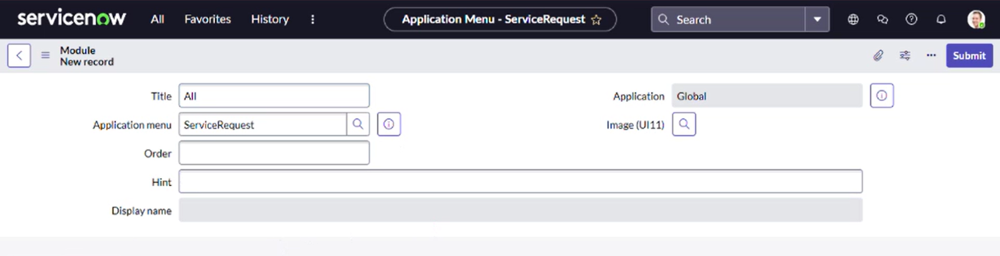 servicenow All Favorites History Application Menu - ServiceRequest Search
Module
New record
Submit
Title All
Application Global
Application menu ServiceRequest
Image (UI11)
Order
Hint
Display name